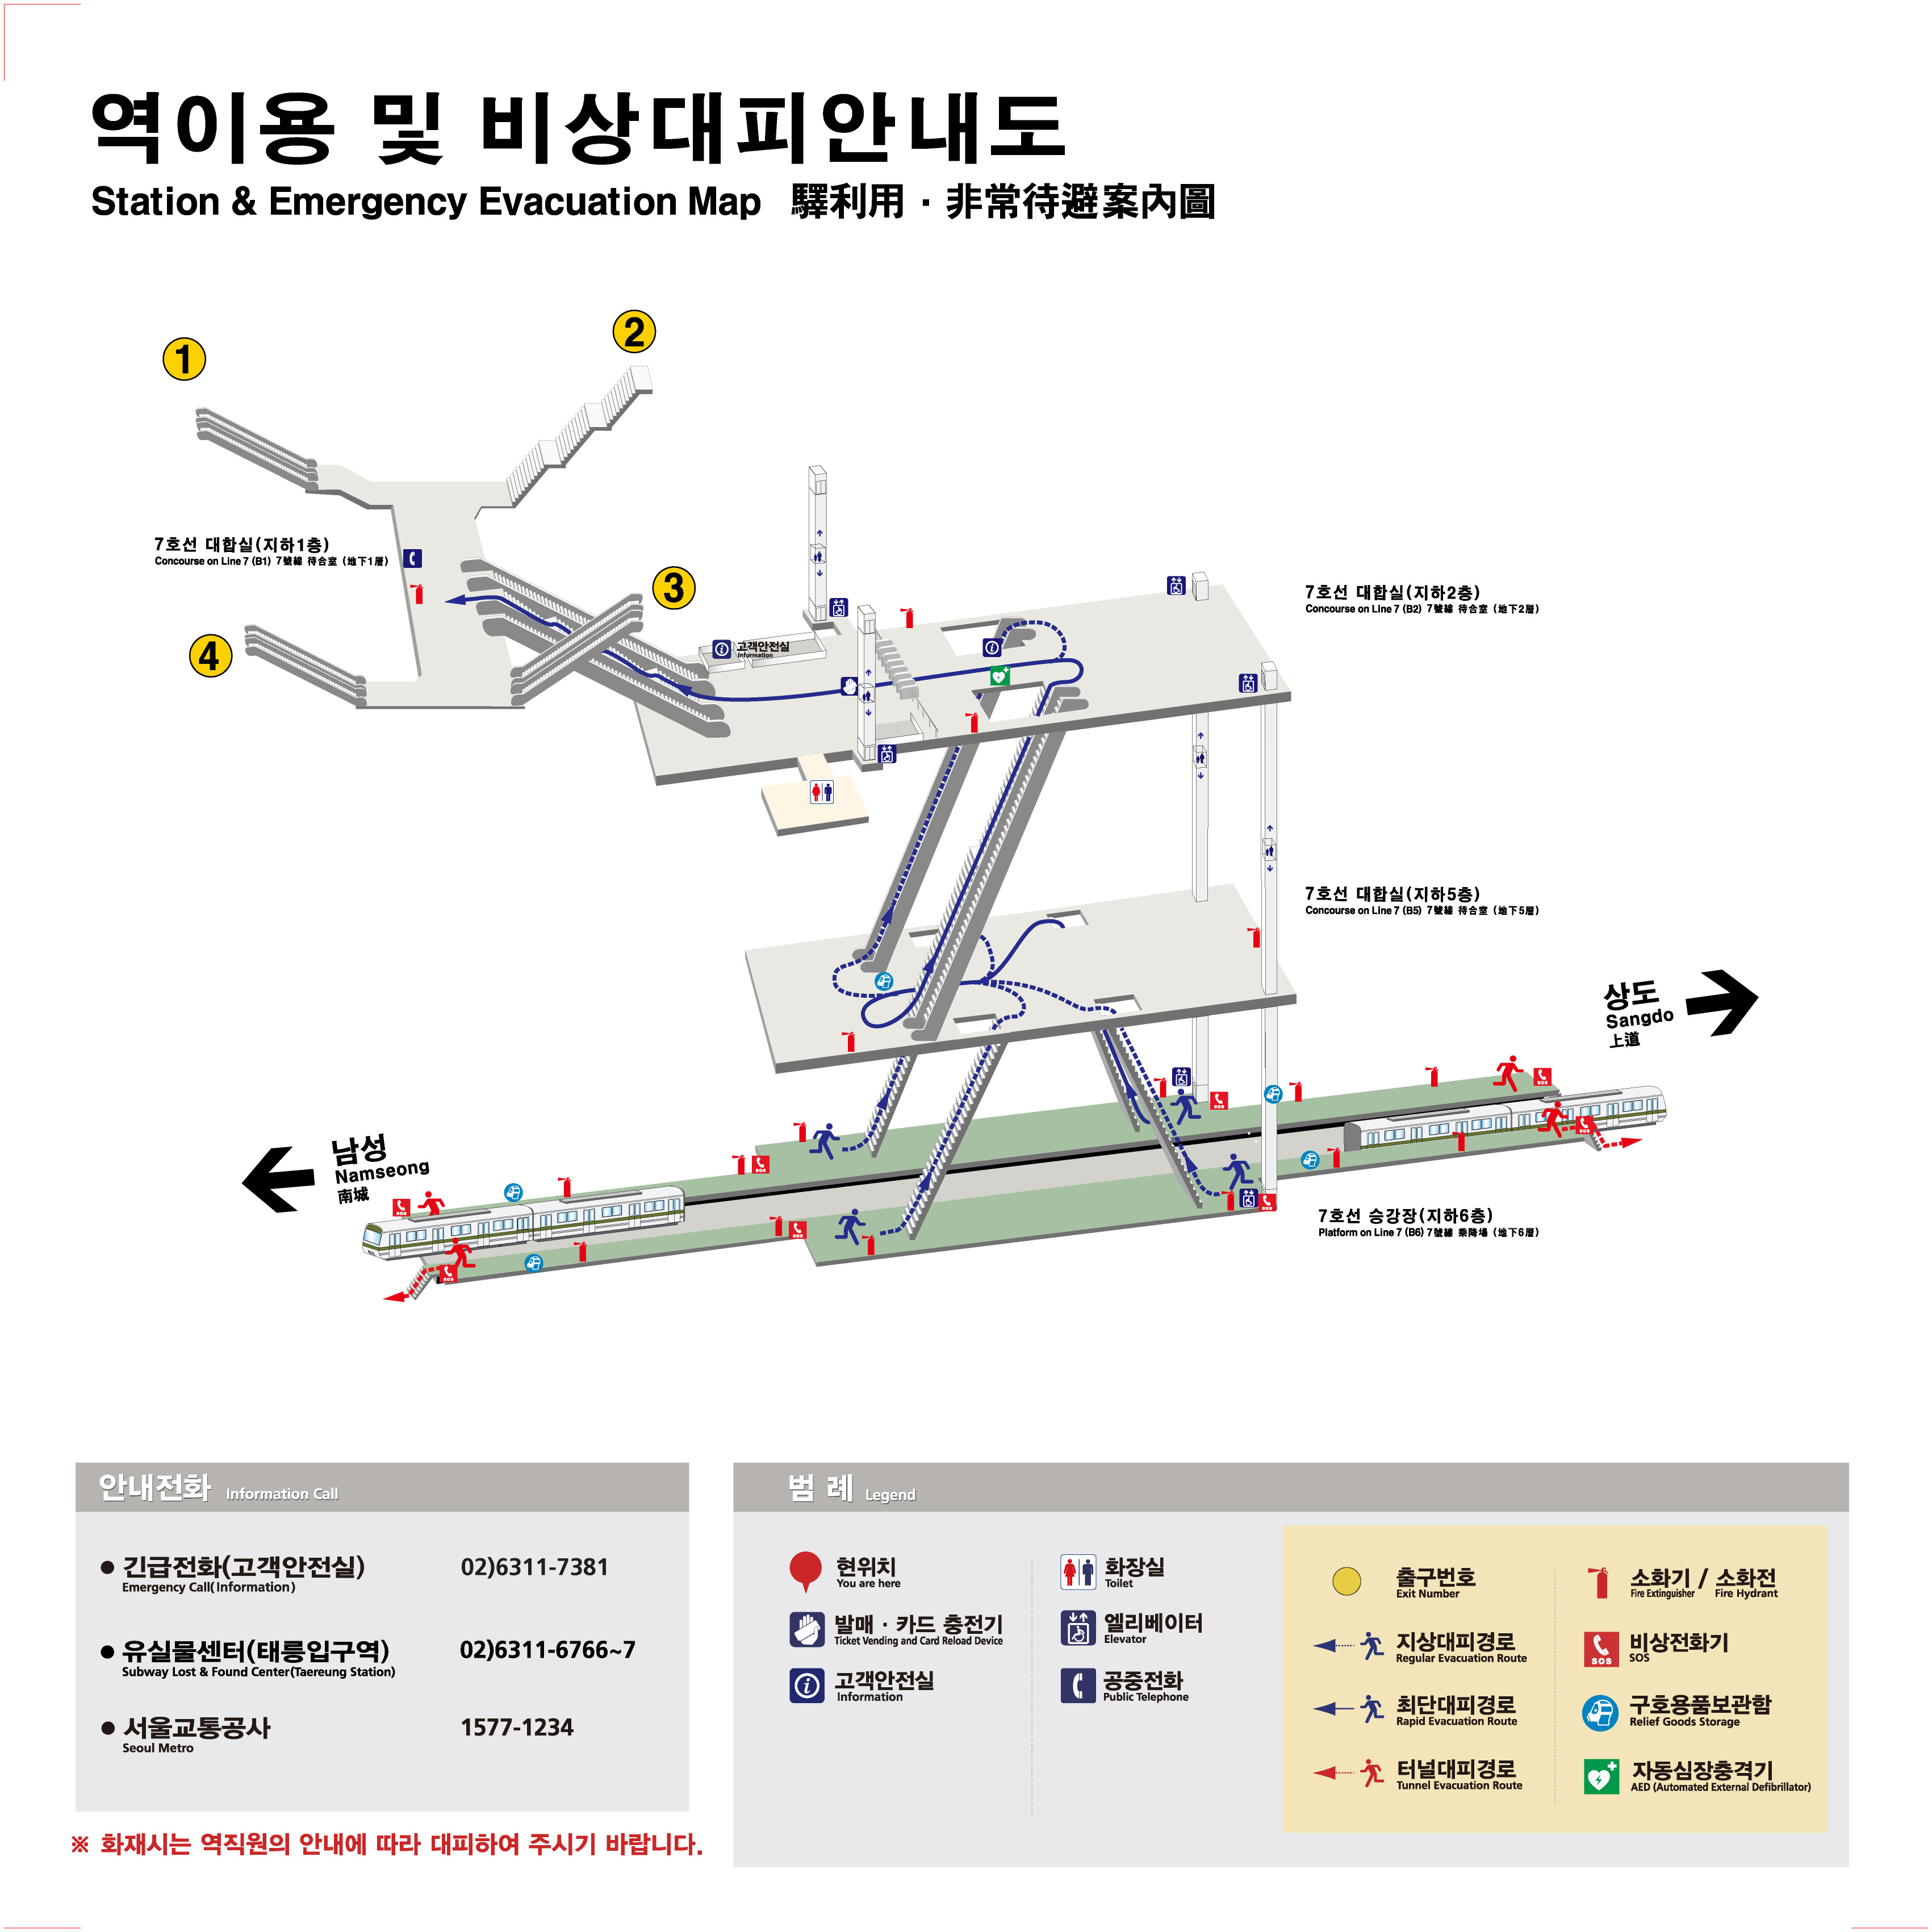 역이용 및 비상대피안내도
Station & Emergency Evacuation Map 驛利用 · 非常待避案內圖
1
2
7호선 대합실(지하1층)
Concourse on Line 7 (B1) 7號線 待合室 (地下1層)
3
4
고객안전실
Information
7호선 대합실(지하2층)
Concourse on Line 7 (B2) 7號線 待合室 (地下2層)
7호선 대합실(지하5층)
Concourse on Line 7 (B5) 7號線 待合室 (地下5層)
상도
Sangdo
上道
남성
Namseong
南城
SOS
SOS
SOS
SOS
SOS
SOS
SOS
SOS
7호선 승강장(지하6층)
Platform on Line 7 (B6) 7號線 乘降場 (地下6層)
안내전화 Information Call
● 긴급전화(고객안전실) 02)6311-7381
Emergency Call(Information)
● 유실물센터(태릉입구역) 02)6311-6766~7
Subway Lost & Found Center(Taereung Station)
● 서울교통공사 1577-1234
Seoul Metro
※ 화재시는 역직원의 안내에 따라 대피하여 주시기 바랍니다.
범 례 Legend
현위치
You are here
발매 · 카드 충전기
Ticket Vending and Card Reload Device
고객안전실
Information
화장실
Toilet
엘리베이터
Elevator
공중전화
Public Telephone
출구번호
Exit Number
지상대피경로
Regular Evacuation Route
최단대피경로
Rapid Evacuation Route
터널대피경로
Tunnel Evacuation Route
소화기 / 소화전
Fire Extinguisher / Fire Hydrant
SOS
비상전화기
SOS
구호용품보관함
Relief Goods Storage
자동심장충격기
AED (Automated External Defibrillator)